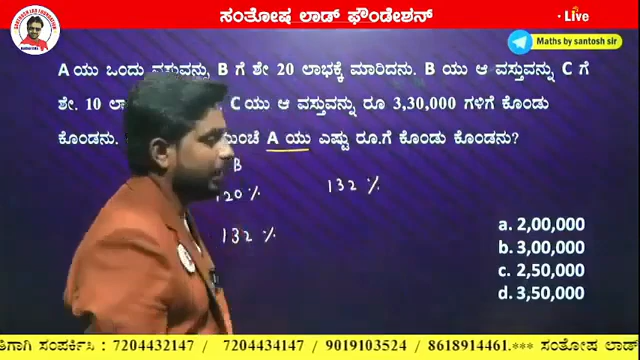 ಸಂತೋಷ ಲಾಡ್ ಫೌಂಡೇಶನ್
Live
Maths by santosh sir
A ಯು ಒಂದು ವಸ್ತುವನ್ನು B ಗೆ ಶೇ 20 ಲಾಭಕ್ಕೆ ಮಾರಿದನು. B ಯು ಆ ವಸ್ತುವನ್ನು C ಗೆ
ಶೇ. 10 C ಯು ಆ ವಸ್ತುವನ್ನು ರೂ 3,30,000 ಗಳಿಗೆ ಕೊಂಡು
ಕೊಂಡನು. A ಯು ಎಷ್ಟು ರೂ.ಗೆ ಕೊಂಡು ಕೊಂಡನು?
B
120 % 132 %
132 %
a. 2,00,000
b. 3,00,000
c. 2,50,000
d. 3,50,000
ಸಂಪರ್ಕಿಸಿ : 7204432147 / 7204434147 / 9019103524 / 8618914461.*** ಸಂತೋಷ ಲಾಡ್